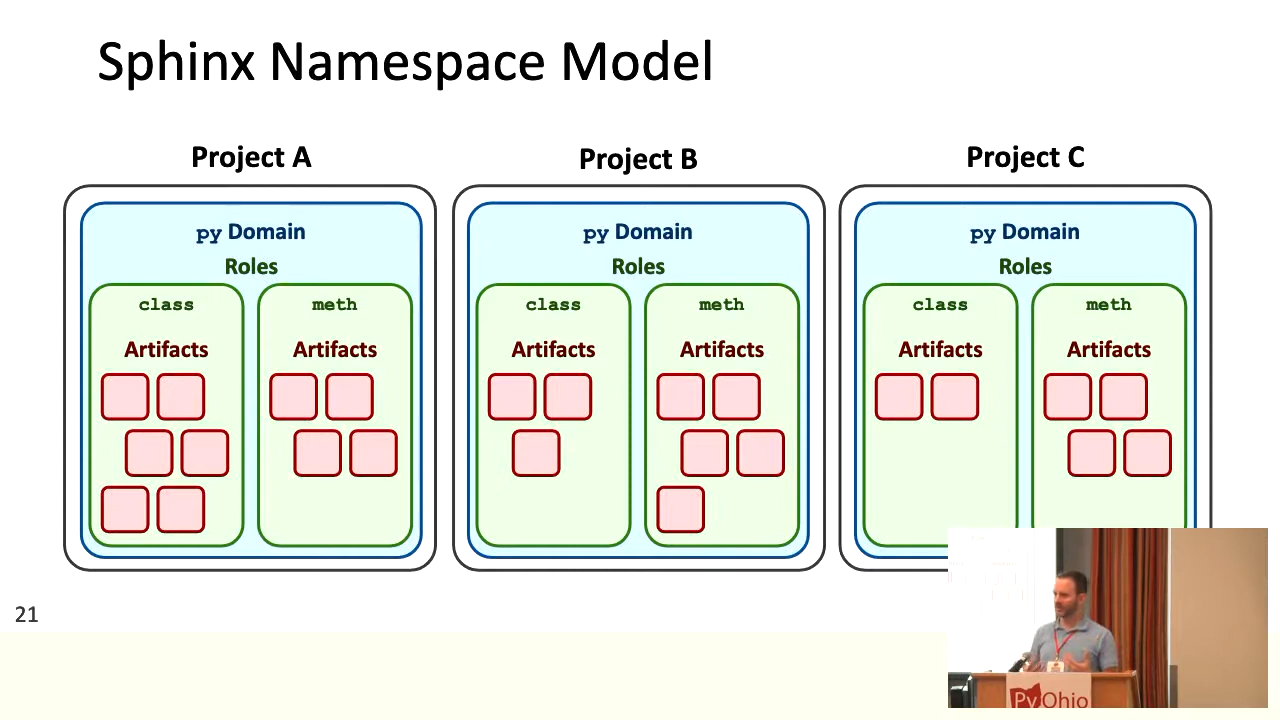 Sphinx Namespace Model
Project A
py Domain
Roles
class
Artifacts
meth
Artifacts
Project B
py Domain
Roles
class
Artifacts
meth
Artifacts
Project C
py Domain
Roles
class
Artifacts
meth
Artifacts
21
PyOhio